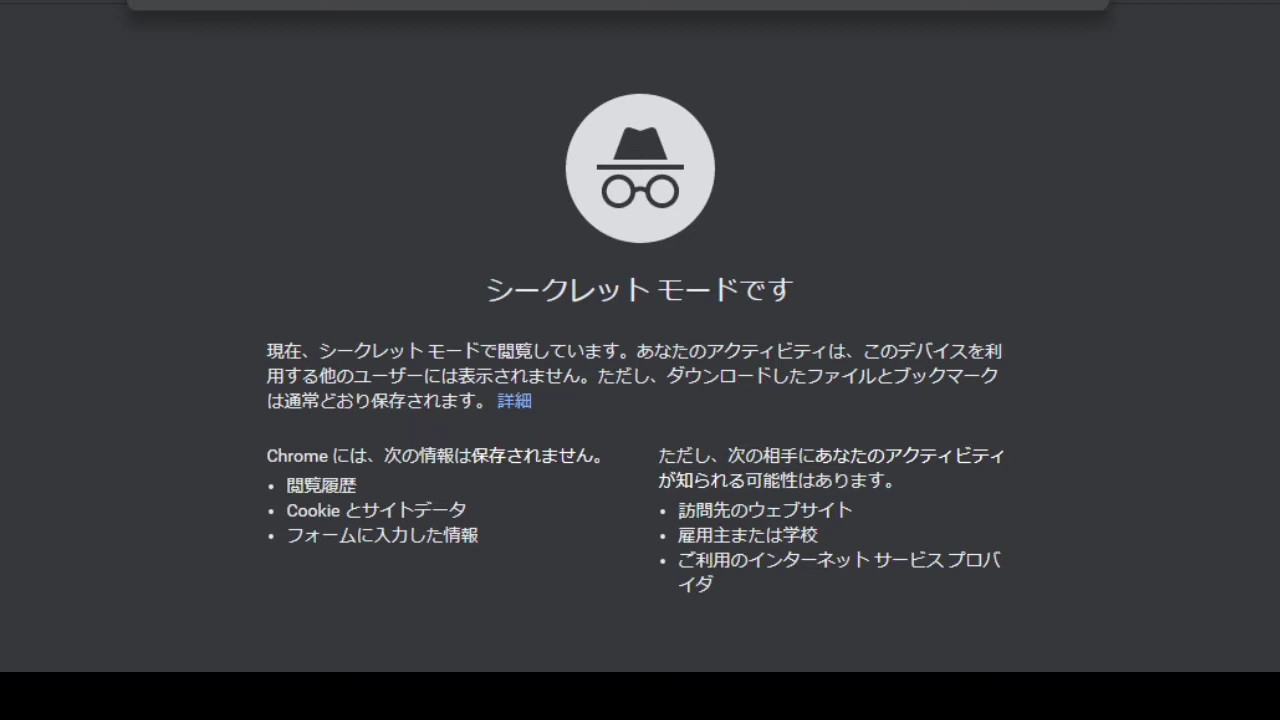 シークレット モードです
現在、シークレット モードで閲覧しています。あなたのアクティビティは、このデバイスを利
用する他のユーザーには表示されません。ただし、ダウンロードしたファイルとブックマーク
は通常どおり保存されます。 詳細
Chrome には、次の情報は保存されません。
• 閲覧履歴
• Cookie とサイトデータ
• フォームに入力した情報
ただし、次の相手にあなたのアクティビティ
が知られる可能性はあります。
• 訪問先のウェブサイト
• 雇用主または学校
• ご利用のインターネット サービス プロバ
イダ